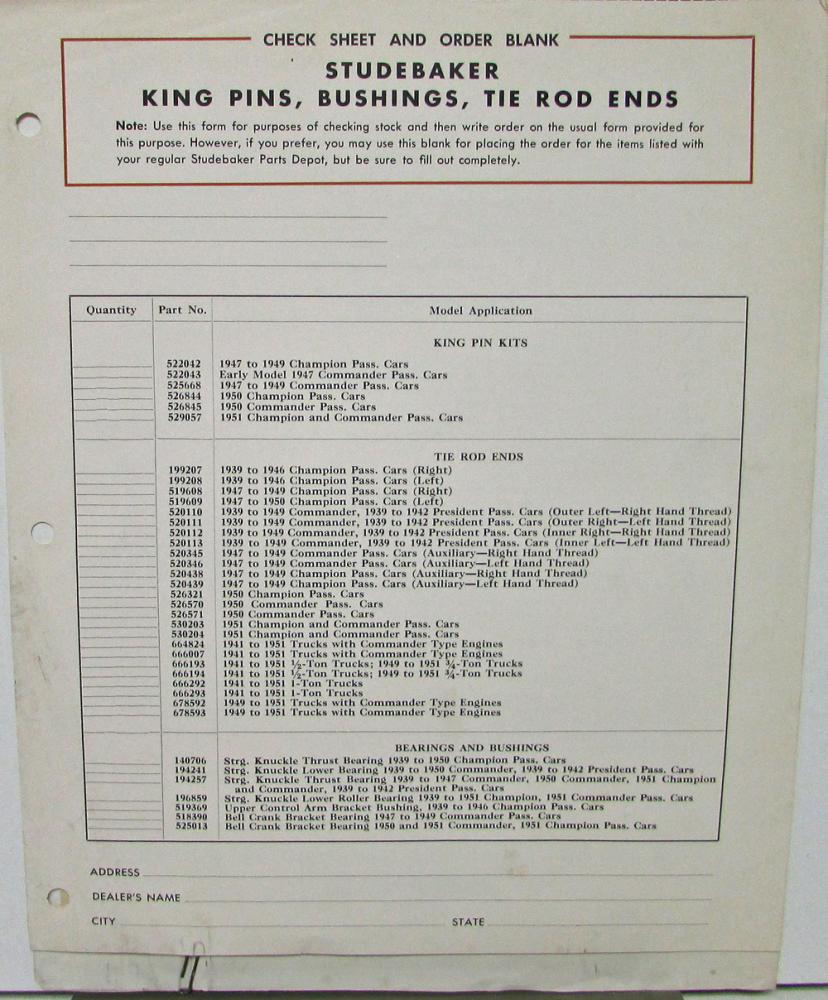 CHECK SHEET AND ORDER BLANK
STUDEBAKER
KING PINS, BUSHINGS, TIE ROD ENDS
Note: Use this form for purposes of checking stock and then write order on the usual form provided for
this purpose. However, if you prefer, you may use this blank for placing the order for the items listed with
your regular Studebaker Parts Depot, but be sure to fill out completely.
Quantity Part No. Model Application
KING PIN KITS
522042 1947 to 1949 Champion Pass. Cars
522043 Early Model 1947 Commander Pass. Cars
525668 1947 to 1949 Commander Pass. Cars
526844 1950 Champion Pass. Cars
526845 1950 Commander Pass. Cars
529057 1951 Champion and Commander Pass. Cars
TIE ROD ENDS
199207 1939 to 1946 Champion Pass. Cars (Right)
199208 1939 to 1946 Champion Pass. Cars (Left)
519608 1947 to 1949 Champion Pass. Cars (Right)
519609 1947 to 1950 Champion Pass. Cars (Left)
520110 1939 to 1949 Commander, 1939 to 1942 President Pass. Cars (Outer Left—Right Hand Thread)
520111 1939 to 1949 Commander, 1939 to 1942 President Pass. Cars (Outer Right—Left Hand Thread)
520112 1939 to 1949 Commander, 1939 to 1942 President Pass. Cars (Inner Right—Right Hand Thread)
520113 1939 to 1949 Commander, 1939 to 1942 President Pass. Cars (Inner Left—Left Hand Thread)
520345 1947 to 1949 Commander Pass. Cars (Auxiliary—Right Hand Thread)
520346 1947 to 1949 Commander Pass. Cars (Auxiliary—Left Hand Thread)
520438 1947 to 1949 Champion Pass. Cars (Auxiliary—Right Hand Thread)
520439 1947 to 1949 Champion Pass. Cars (Auxiliary—Left Hand Thread)
526321 1950 Champion Pass. Cars
526570 1950 Commander Pass. Cars
526571 1950 Commander Pass. Cars
530203 1951 Champion and Commander Pass. Cars
530204 1951 Champion and Commander Pass. Cars
664824 1941 to 1951 Trucks with Commander Type Engines
666007 1941 to 1951 Trucks with Commander Type Engines
666193 1941 to 1951 ½-Ton Trucks; 1949 to 1951 ¾-Ton Trucks
666194 1941 to 1951 ½-Ton Trucks; 1949 to 1951 ¾-Ton Trucks
666292 1941 to 1951 1-Ton Trucks
666293 1941 to 1951 1-Ton Trucks
678592 1949 to 1951 Trucks with Commander Type Engines
678593 1949 to 1951 Trucks with Commander Type Engines
BEARINGS AND BUSHINGS
140706 Strg. Knuckle Thrust Bearing 1939 to 1950 Champion Pass. Cars
194241 Strg. Knuckle Lower Bearing 1939 to 1950 Commander, 1939 to 1942 President Pass. Cars
194257 Strg. Knuckle Thrust Bearing 1939 to 1947 Commander, 1950 Commander, 1951 Champion
and Commander, 1939 to 1942 President Pass. Cars
196859 Strg. Knuckle Lower Roller Bearing 1939 to 1951 Champion, 1951 Commander Pass. Cars
519369 Upper Control Arm Bracket Bushing, 1939 to 1946 Champion Pass. Cars
518390 Bell Crank Bracket Bearing 1947 to 1949 Commander Pass. Cars
525013 Bell Crank Bracket Bearing 1950 and 1951 Commander, 1951 Champion Pass. Cars
ADDRESS
DEALER'S NAME
CITY STATE